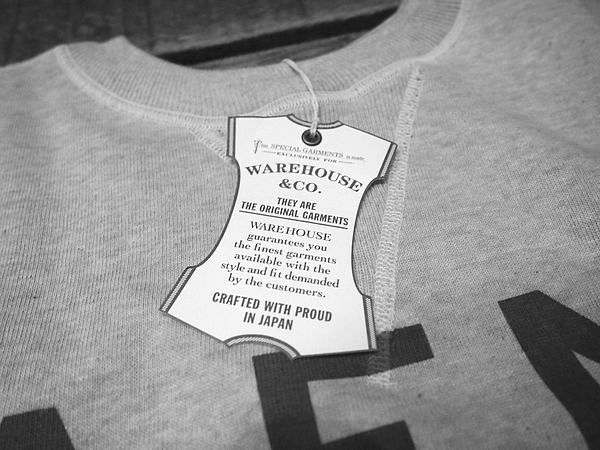 The SPECIAL GARMENTS is made
EXCLUSIVELY FOR
WAREHOUSE
&CO.
THEY ARE
THE ORIGINAL GARMENTS
WAREHOUSE
guarantees you
the finest garments
available with the
style and fit demanded
by the customers.
CRAFTED WITH PROUD
IN JAPAN